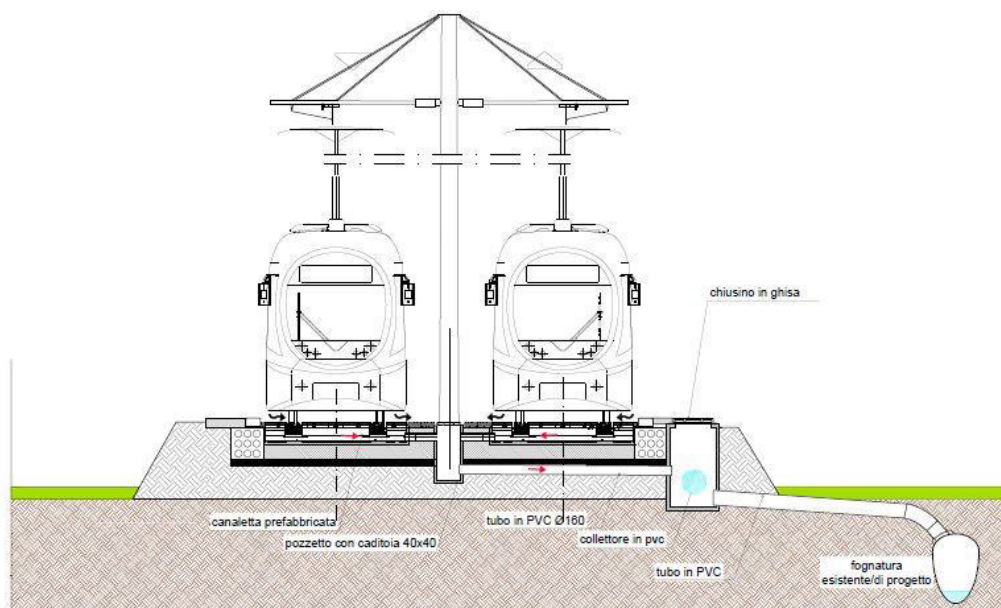 chiusino in ghisa
canaletta prefabbricata
pozzetto con caditoia 40x40
tubo in PVC Ø160
collettore in pvc
tubo in PVC
fognatura
esistente/di progetto